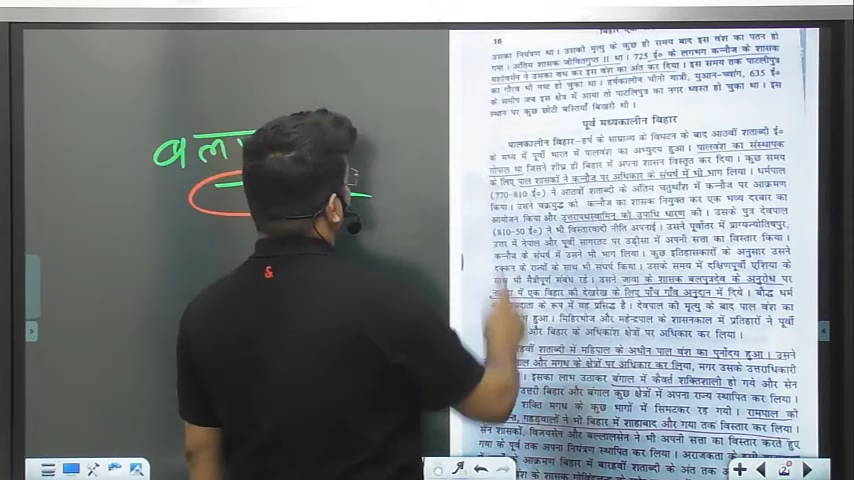 बल
16
उसका नियंत्रण था। उसकी मृत्यु के कुछ ही समय बाद इस वंश का पतन हो
गया। अंतिम शासक जीवितगुप्त II था। 725 ई० के लगभग कन्नौज के शासक
यशोवर्मन ने उसका वध कर इस वंश का अंत कर दिया। इस समय तक पाटलीपुत्र
का गौरव भी नष्ट हो चुका था। हर्षकालीन चीनी यात्री, युआन-च्वांग, 635 ई०
के समीप जब इस क्षेत्र में आया तो पाटलिपुत्र का नगर ध्वस्त हो चुका था। इस
स्थान पर कुछ छोटी बस्तियाँ बिखरी थी।
पूर्व मध्यकालीन बिहार
पालकालीन बिहार-हर्ष के साम्राज्य के विघटन के बाद आठवीं शताब्दी ई०
के मध्य में पूर्वी भारत में पालवंश का अभ्युदय हुआ। पालवंश का संस्थापक
गोपाल था जिसने शीघ्र ही बिहार में अपना शासन विस्तृत कर दिया। कुछ समय
के लिए पाल शासकों ने कन्नौज पर अधिकार के संघर्ष में भी भाग लिया। धर्मपाल
(770-810 ई०) ने आठवीं शताब्दी के अंतिम चतुर्थांश में कन्नौज पर आक्रमण
किया। उसने चक्रयुद्ध को कन्नौज का शासक नियुक्त कर एक भव्य दरबार का
आयोजन किया और उत्तरापथस्वामिन् की उपाधि धारण की। उसके पुत्र देवपाल
(810-50 ई०) ने भी विस्तारवादी नीति अपनाई। उसने पूर्वोतर में प्राग्यन्योतिषपुर,
उत्तर में नेपाल और पूर्वी सागरतट पर उड़ीसा में अपनी सत्ता का विस्तार किया।
कन्नौज के संघर्ष में उसने भी भाग लिया। कुछ इतिहासकारों के अनुसार उसने
दक्कन के राज्यों के साथ भी संघर्ष किया। उसके समय में दक्षिणपूर्वी एशिया के
साथ भी मैत्रीपूर्ण संबंध रहे। उसने जावा के शासक बलपुत्रदेव के अनुरोध पर
में एक बिहार की देखरेख के लिए पाँच गाँव अनुदान में दिये। बौद्ध धर्म
के रूप में वह प्रसिद्ध है। देवपाल की मृत्यु के बाद पाल वंश का
हुआ। मिहिरभोज और महेन्द्रपाल के शासनकाल में प्रतिहारों ने पूर्वी
और बिहार के अधिकांश क्षेत्रों पर अधिकार कर लिया।
शताब्दी में महिपाल के अधीन पाल वंश का पुर्नोदय हुआ। उसने
और मगध के क्षेत्रों पर अधिकार कर लिया, मगर उसके उत्तराधिकारी
इसका लाभ उठाकर बंगाल में कैवर्त शक्तिशाली हो गये और सेन
उत्तरी बिहार और बंगाल कुछ क्षेत्रों में अपना राज्य स्थापित कर लिया।
शक्ति मगध के कुछ भागों में सिमटकर रह गयी। रामपाल की
गहड़वालों ने भी बिहार में शाहाबाद और गया तक विस्तार कर लिया।
सेन शासकों, विजयसेन और बल्लालसेन ने भी अपनी सत्ता का विस्तार करते हुए
गया के पूर्व तक अपना नियंत्रण स्थापित कर लिया। अराजकता के
के आक्रमण बिहार में बारहवीं शताब्दी के अंत तक